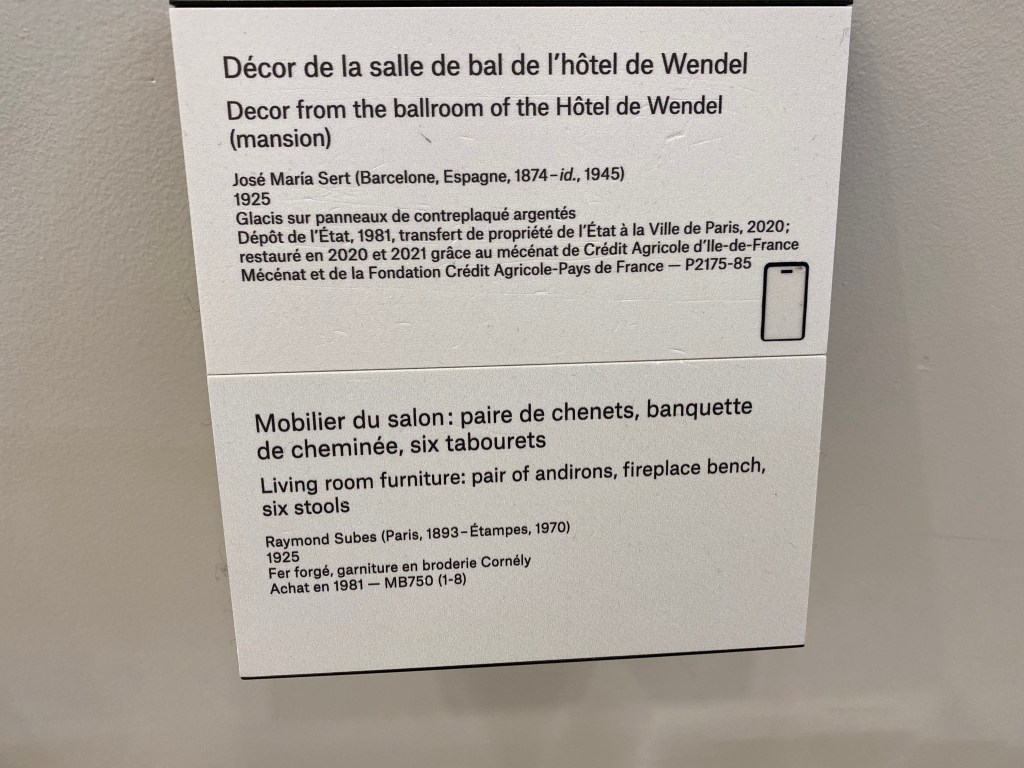 Décor de la salle de bal de l'hôtel de Wendel
Decor from the ballroom of the Hôtel de Wendel
(mansion)
José María Sert (Barcelone, Espagne, 1874–id., 1945)
1925
Glacis sur panneaux de contreplaqué argentés
Dépôt de l'État, 1981, transfert de propriété de l'État à la Ville de Paris, 2020;
restauré en 2020 et 2021 grâce au mécénat de Crédit Agricole d'Ile-de-France
Mécénat et de la Fondation Crédit Agricole-Pays de France — P2175-85
Mobilier du salon : paire de chenets, banquette
de cheminée, six tabourets
Living room furniture: pair of andirons, fireplace bench,
six stools
Raymond Subes (Paris, 1893–Étampes, 1970)
1925
Fer forgé, garniture en broderie Cornély
Achat en 1981 — MB750 (1-8)